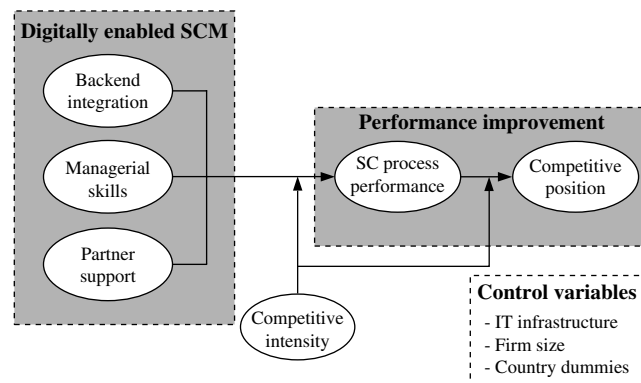 Digitally enabled SCM
Backend
integration
Managerial
skills
Partner
support
Performance improvement
SC process
performance
Competitive
position
Competitive
intensity
Control variables
- IT infrastructure
- Firm size
- Country dummies